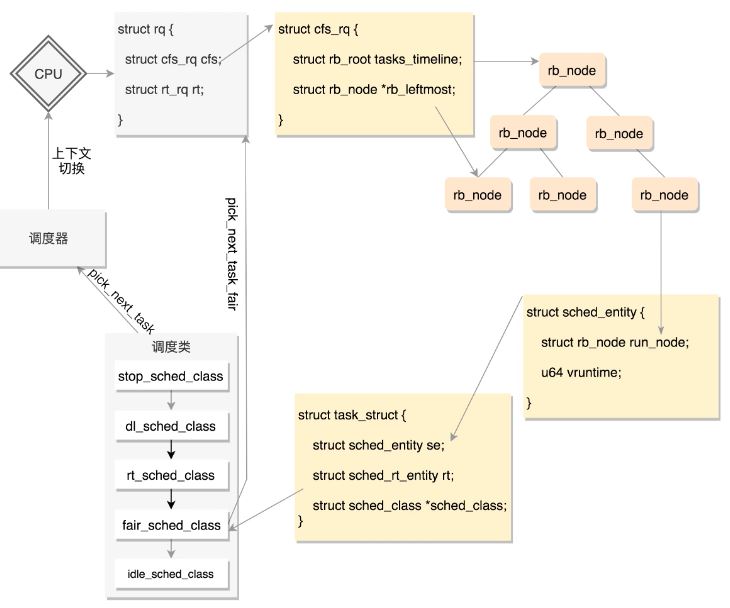 CPU
struct rq {
struct cfs_rq cfs;
struct rt_rq rt;
}
struct cfs_rq {
struct rb_root tasks_timeline;
struct rb_node *rb_leftmost;
}
rb_node
rb_node
rb_node
rb_node
rb_node
rb_node
上下文
切换
调度器
pick_next_task
pick_next_task_fair
调度类
stop_sched_class
dl_sched_class
rt_sched_class
fair_sched_class
idle_sched_class
struct sched_entity {
struct rb_node run_node;
u64 vruntime;
}
struct task_struct {
struct sched_entity se;
struct sched_rt_entity rt;
struct sched_class *sched_class;
}